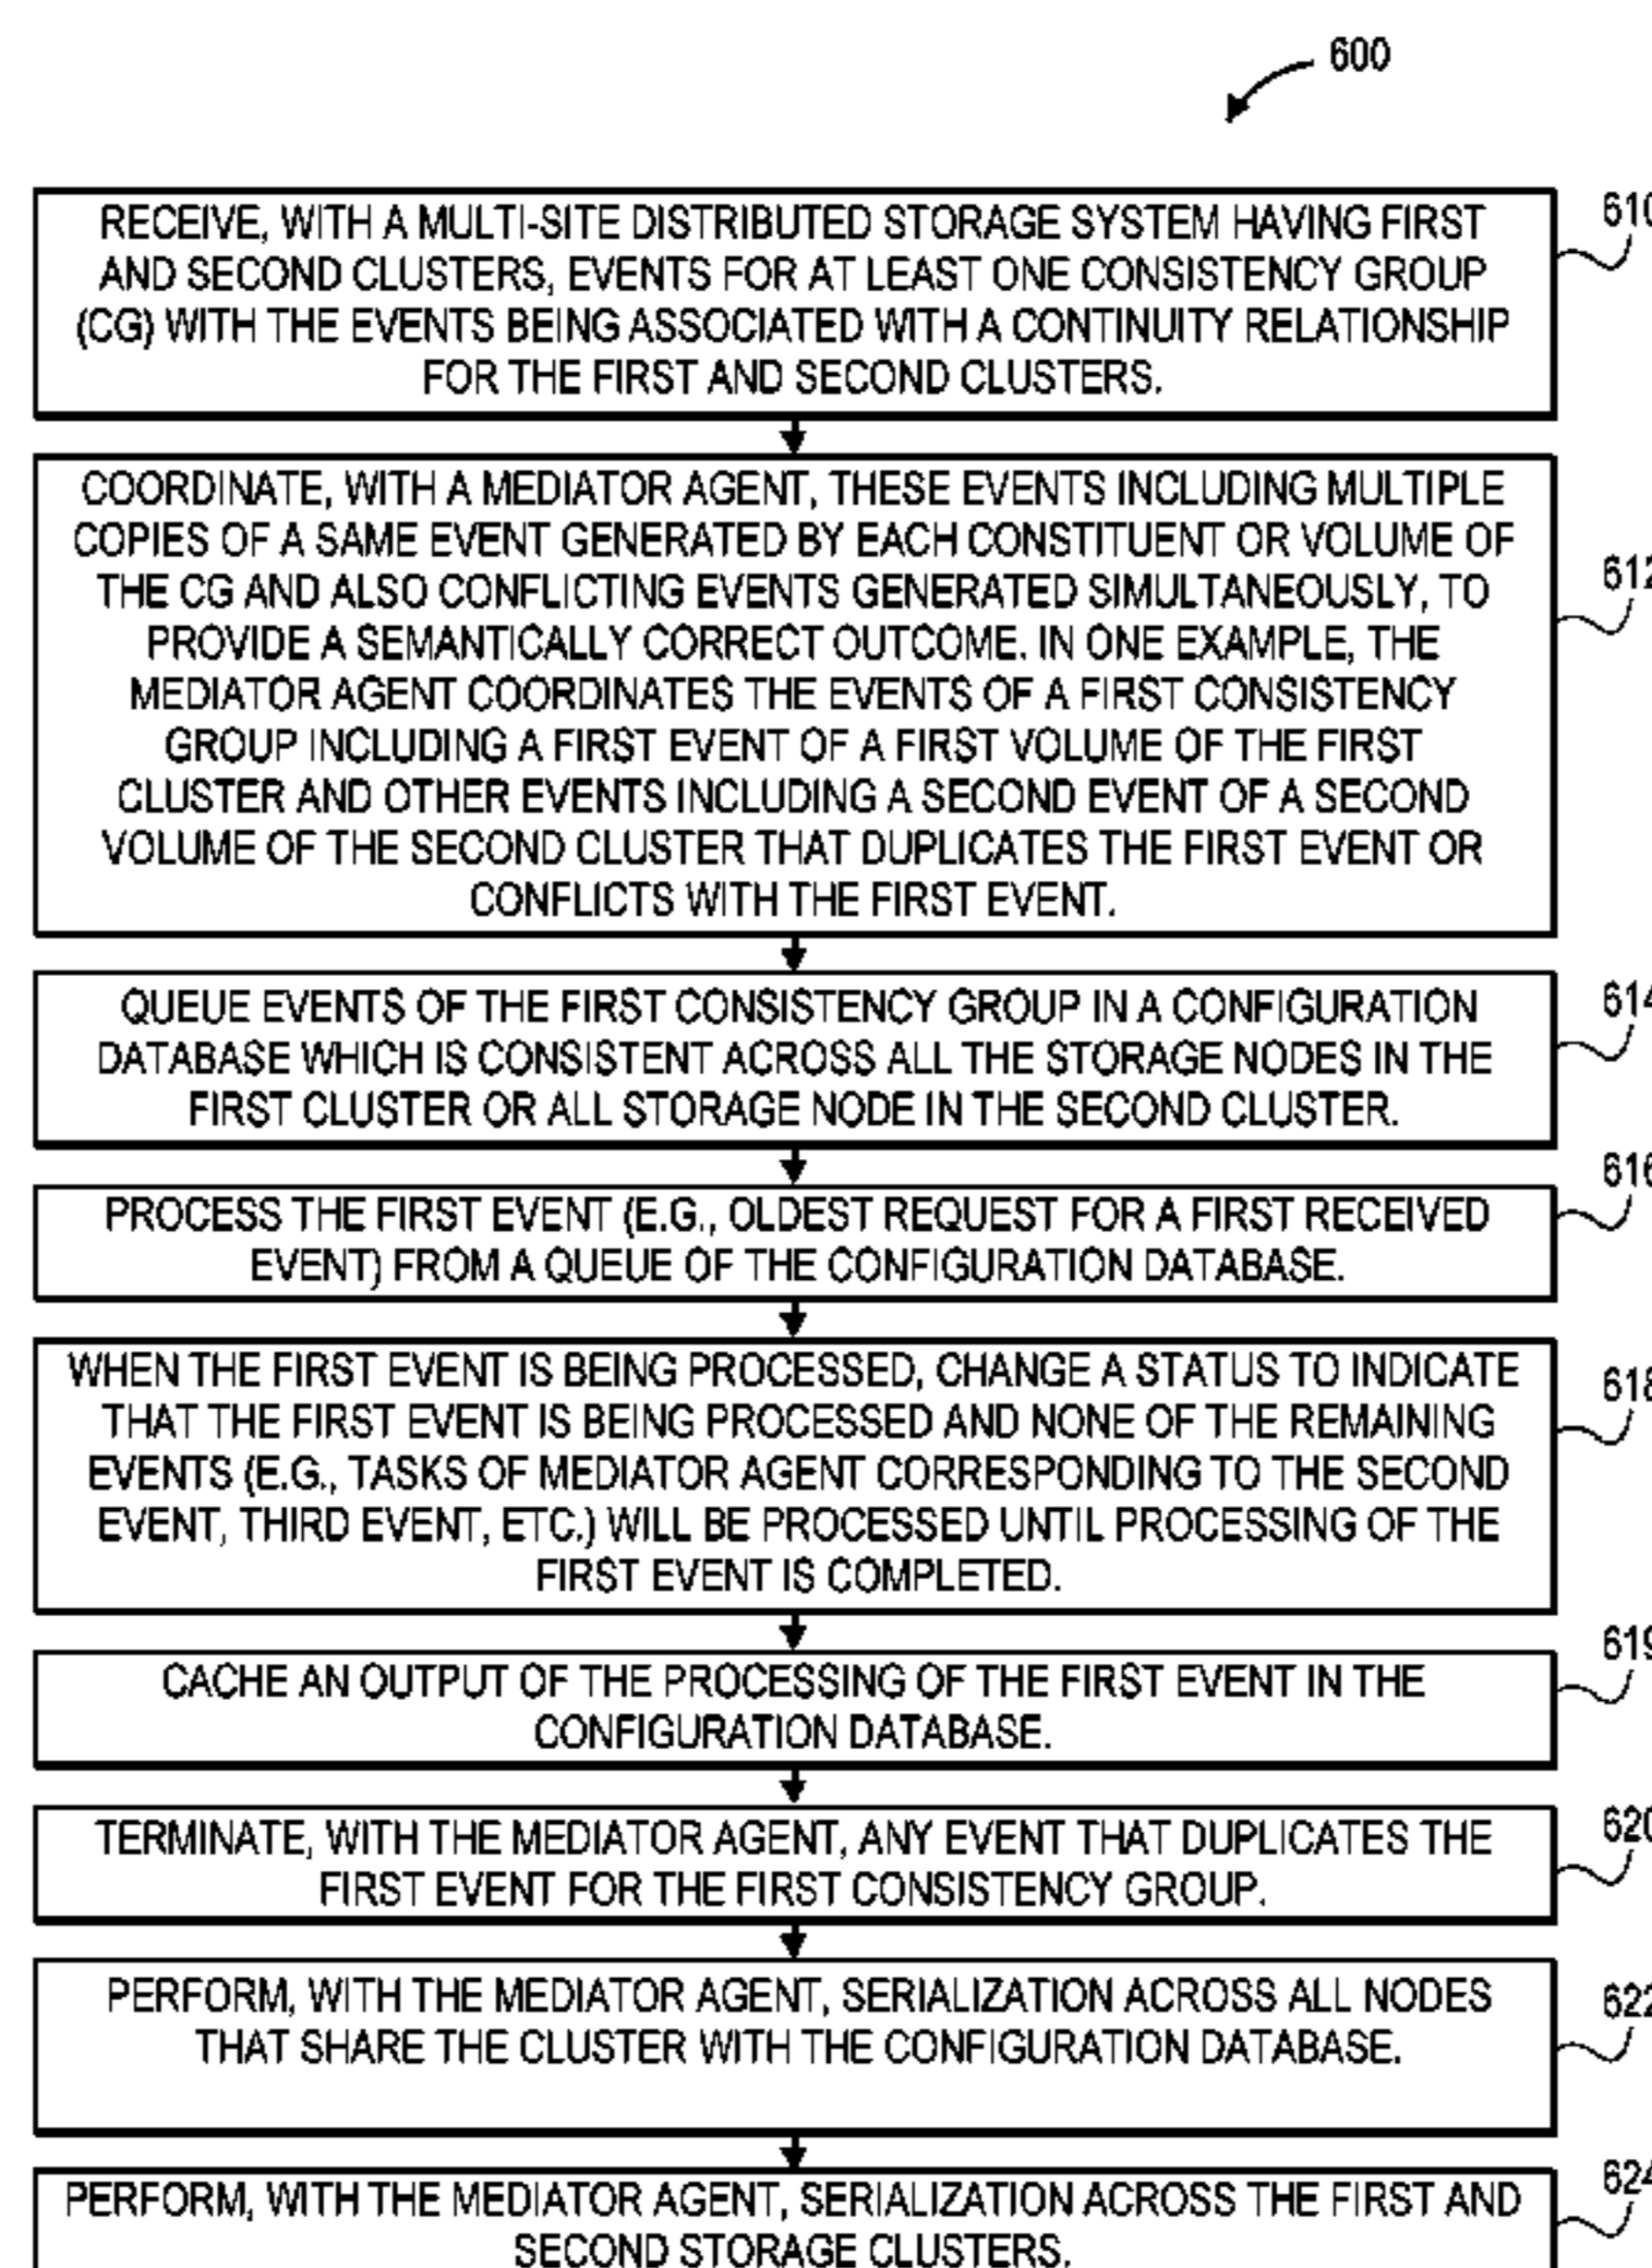 600
RECEIVE, WITH A MULTI-SITE DISTRIBUTED STORAGE SYSTEM HAVING FIRST
AND SECOND CLUSTERS, EVENTS FOR AT LEAST ONE CONSISTENCY GROUP
(CG) WITH THE EVENTS BEING ASSOCIATED WITH A CONTINUITY RELATIONSHIP
FOR THE FIRST AND SECOND CLUSTERS.
610
COORDINATE, WITH A MEDIATOR AGENT, THESE EVENTS INCLUDING MULTIPLE
COPIES OF A SAME EVENT GENERATED BY EACH CONSTITUENT OR VOLUME OF
THE CG AND ALSO CONFLICTING EVENTS GENERATED SIMULTANEOUSLY, TO
PROVIDE A SEMANTICALLY CORRECT OUTCOME. IN ONE EXAMPLE, THE
MEDIATOR AGENT COORDINATES THE EVENTS OF A FIRST CONSISTENCY
GROUP INCLUDING A FIRST EVENT OF A FIRST VOLUME OF THE FIRST
CLUSTER AND OTHER EVENTS INCLUDING A SECOND EVENT OF A SECOND
VOLUME OF THE SECOND CLUSTER THAT DUPLICATES THE FIRST EVENT OR
CONFLICTS WITH THE FIRST EVENT.
612
QUEUE EVENTS OF THE FIRST CONSISTENCY GROUP IN A CONFIGURATION
DATABASE WHICH IS CONSISTENT ACROSS ALL THE STORAGE NODES IN THE
FIRST CLUSTER OR ALL STORAGE NODE IN THE SECOND CLUSTER.
614
PROCESS THE FIRST EVENT (E.G., OLDEST REQUEST FOR A FIRST RECEIVED
EVENT) FROM A QUEUE OF THE CONFIGURATION DATABASE.
616
WHEN THE FIRST EVENT IS BEING PROCESSED, CHANGE A STATUS TO INDICATE
THAT THE FIRST EVENT IS BEING PROCESSED AND NONE OF THE REMAINING
EVENTS (E.G., TASKS OF MEDIATOR AGENT CORRESPONDING TO THE SECOND
EVENT, THIRD EVENT, ETC.) WILL BE PROCESSED UNTIL PROCESSING OF THE
FIRST EVENT IS COMPLETED.
618
CACHE AN OUTPUT OF THE PROCESSING OF THE FIRST EVENT IN THE
CONFIGURATION DATABASE.
619
TERMINATE, WITH THE MEDIATOR AGENT, ANY EVENT THAT DUPLICATES THE
FIRST EVENT FOR THE FIRST CONSISTENCY GROUP.
620
PERFORM, WITH THE MEDIATOR AGENT, SERIALIZATION ACROSS ALL NODES
THAT SHARE THE CLUSTER WITH THE CONFIGURATION DATABASE.
622
PERFORM, WITH THE MEDIATOR AGENT, SERIALIZATION ACROSS THE FIRST AND
SECOND STORAGE CLUSTERS.
624